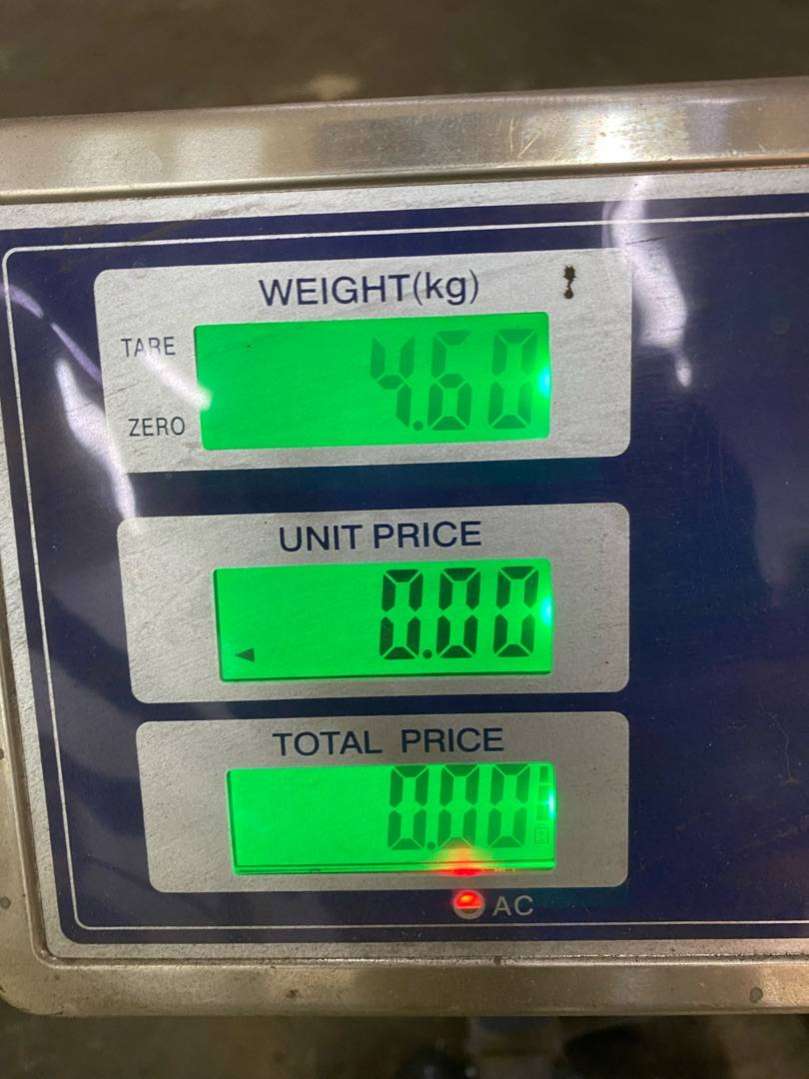 WEIGHT(kg)
TARE
4.60
ZERO
UNIT PRICE
0.00
TOTAL PRICE
0.00
AC